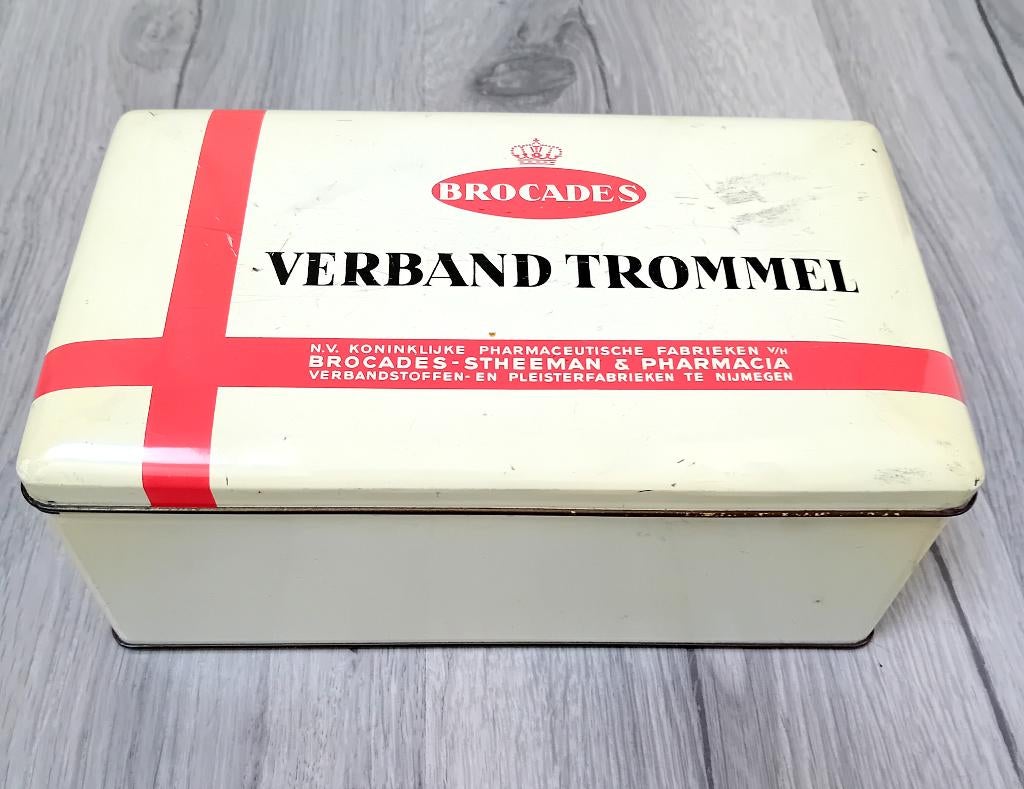 BROCADES
VERBAND TROMMEL
N.V. KONINKLIJKE PHARMACEUTISCHE FABRIEKEN V/H
BROCADES-STHEEMAN & PHARMACIA
VERBANDSTOFFEN- EN PLEISTERFABRIEKEN TE NIJMEGEN